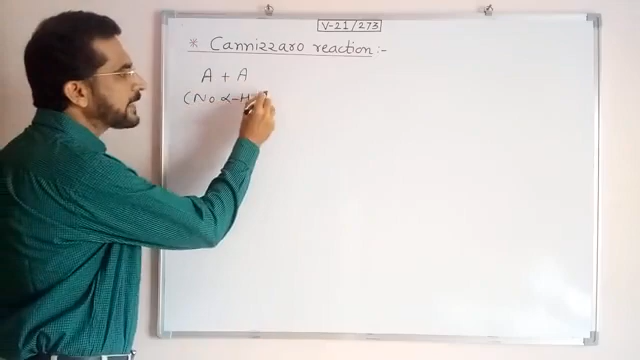 V-21/273
* Cannizzaro reaction :-
A + A
(No α-H